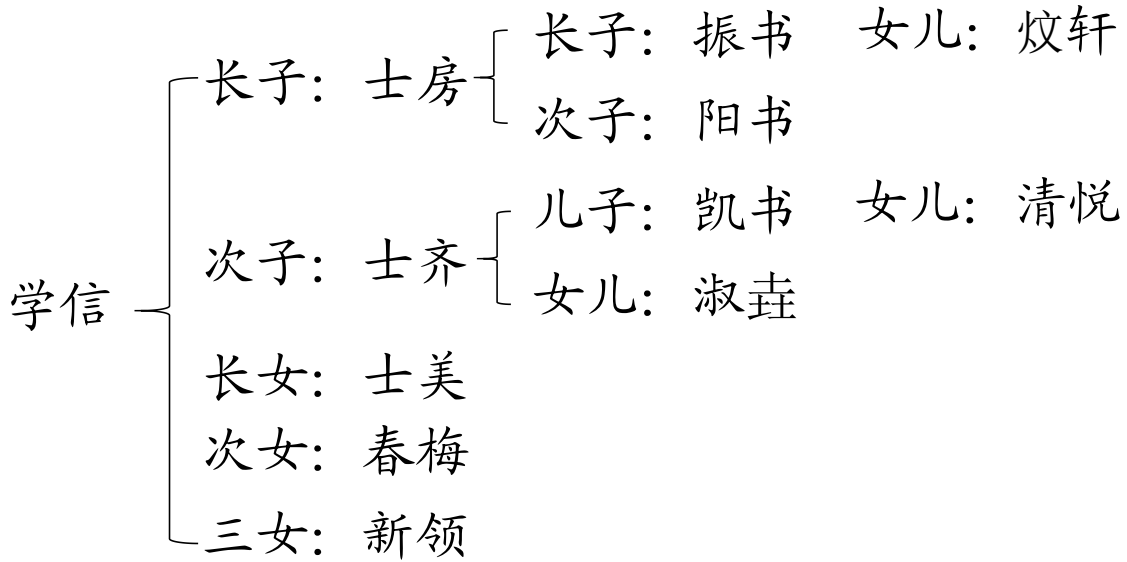 长子：振书 女儿：炆轩
长子：士房
次子：阳书
儿子：凯书 女儿：清悦
次子：士齐
学信
女儿：淑垚
长女：士美
次女：春梅
三女：新领